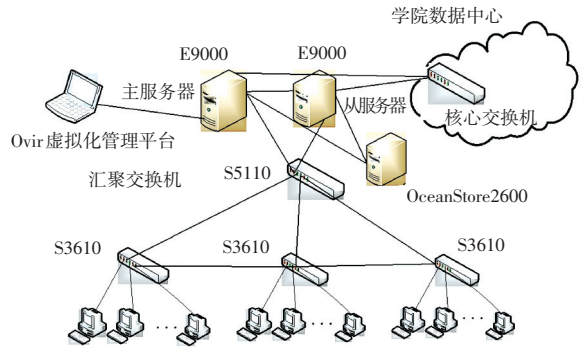 学院数据中心
E9000
E9000
主服务器
从服务器
核心交换机
Ovir虚拟化管理平台
S5110
OceanStore2600
汇聚交换机
S3610
S3610
S3610